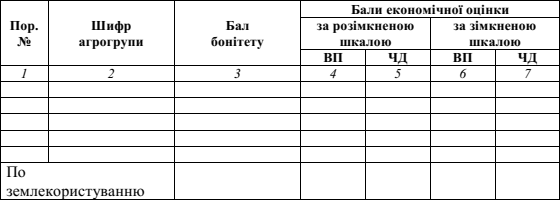 Пор.
№
Шифр
агрогрупи
Бал
бонітету
Бали економічної оцінки
за розімкненою
шкалою
за зімкненою
шкалою
ВП ЧД ВП ЧД
1 2 3 4 5 6 7
По
землекористуванню